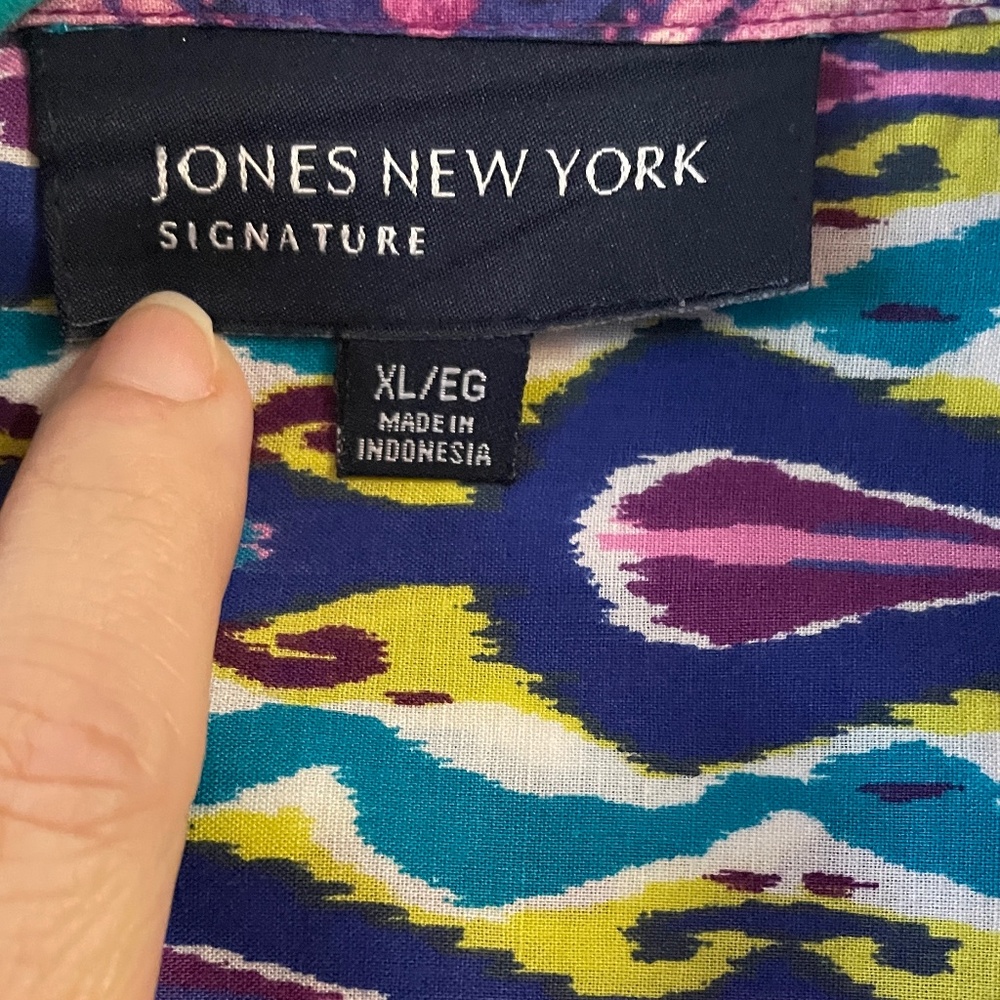 JONES NEW YORK
SIGNATURE
XL/EG
MADE IN
INDONESIA